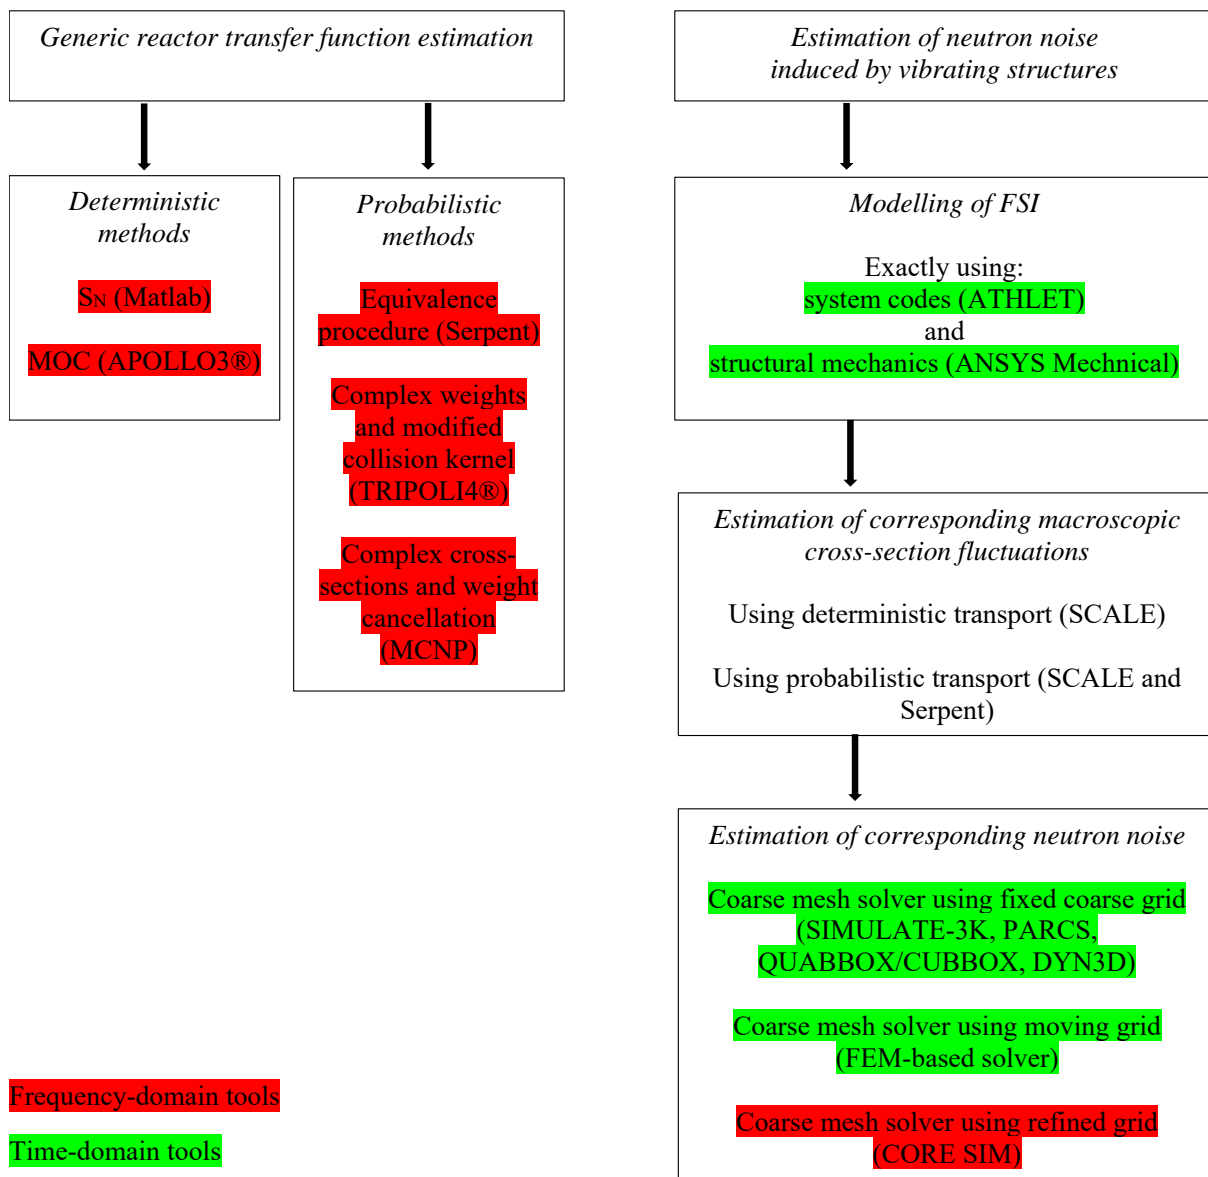 Generic reactor transfer function estimation
Deterministic
methods
SN (Matlab)
MOC (APOLLO3®)
Probabilistic
methods
Equivalence
procedure (Serpent)
Complex weights
and modified
collision kernel
(TRIPOLI4®)
Complex cross-
sections and weight
cancellation
(MCNP)
Estimation of neutron noise
induced by vibrating structures
Modelling of FSI
Exactly using:
system codes (ATHLET)
and
structural mechanics (ANSYS Mechnical)
Estimation of corresponding macroscopic
cross-section fluctuations
Using deterministic transport (SCALE)
Using probabilistic transport (SCALE and
Serpent)
Estimation of corresponding neutron noise
Coarse mesh solver using fixed coarse grid
(SIMULATE-3K, PARCS,
QUABBOX/CUBBOX, DYN3D)
Coarse mesh solver using moving grid
(FEM-based solver)
Coarse mesh solver using refined grid
(CORE SIM)
Frequency-domain tools
Time-domain tools